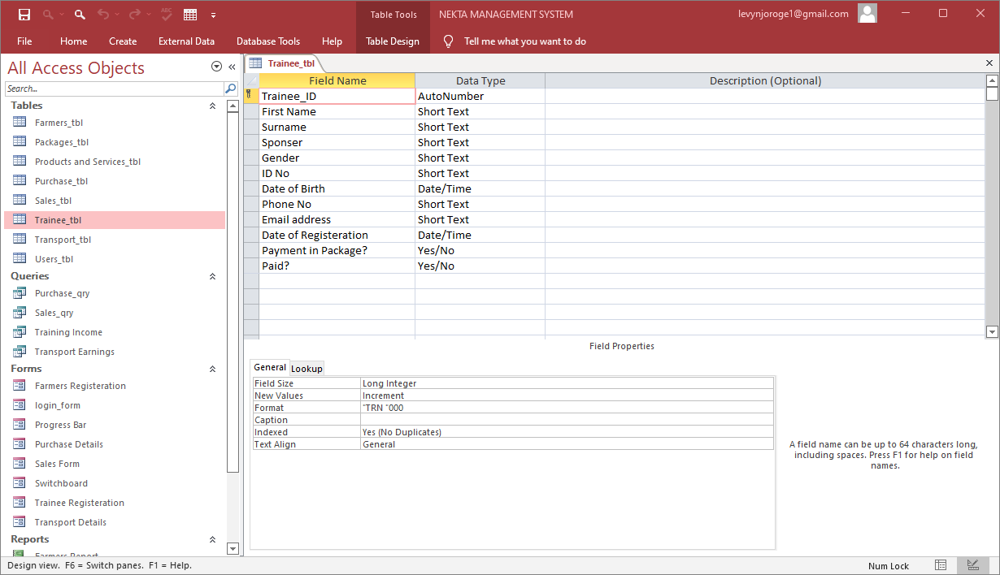 Table Tools
NEKTA MANAGEMENT SYSTEM
levynjoroge1@gmail.com
File Home Create External Data Database Tools Help Table Design Tell me what you want to do
All Access Objects
Search...
Tables
Farmers_tbl
Packages_tbl
Products and Services_tbl
Purchase_tbl
Sales_tbl
Trainee_tbl
Transport_tbl
Users_tbl
Queries
Purchase_qry
Sales_qry
Training Income
Transport Earnings
Forms
Farmers Registeration
login_form
Progress Bar
Purchase Details
Sales Form
Switchboard
Trainee Registeration
Transport Details
Reports
Farmers Report
Trainee_tbl
Field Name Data Type Description (Optional)
Trainee_ID AutoNumber
First Name Short Text
Surname Short Text
Sponser Short Text
Gender Short Text
ID No Short Text
Date of Birth Date/Time
Phone No Short Text
Email address Short Text
Date of Registeration Date/Time
Payment in Package? Yes/No
Paid? Yes/No
Field Properties
General Lookup
Field Size Long Integer
New Values Increment
Format "TRN "000
Caption
Indexed Yes (No Duplicates)
Text Align General
A field name can be up to 64 characters long,
including spaces. Press F1 for help on field
names.
Design view. F6 = Switch panes. F1 = Help.
Num Lock